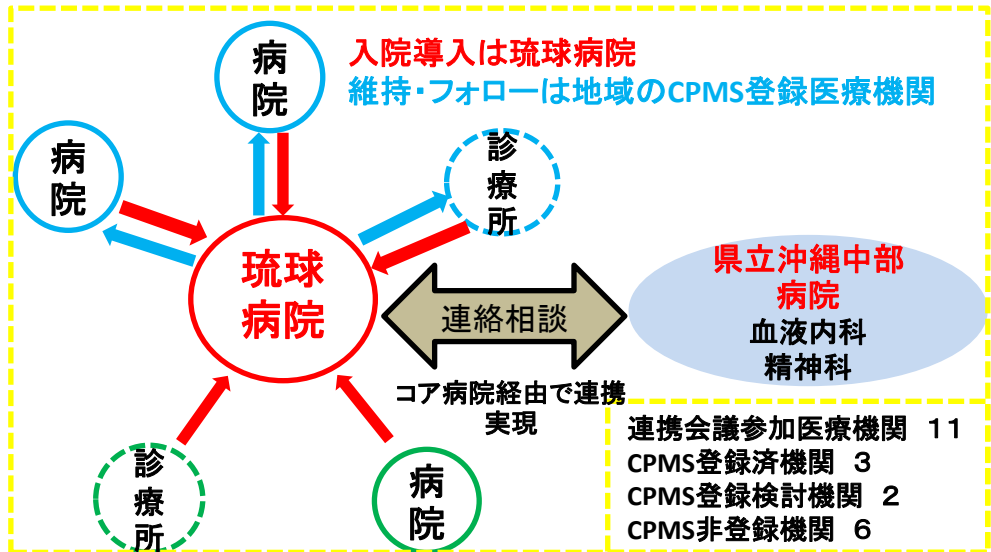 入院導入は琉球病院
維持・フォローは地域のCPMS登録医療機関
病院
病院
診療所
琉球
病院
連絡相談
県立沖縄中部
病院
血液内科
精神科
コア病院経由で連携
実現
診療所
病院
連携会議参加医療機関 11
CPMS登録済機関 3
CPMS登録検討機関 2
CPMS非登録機関 6